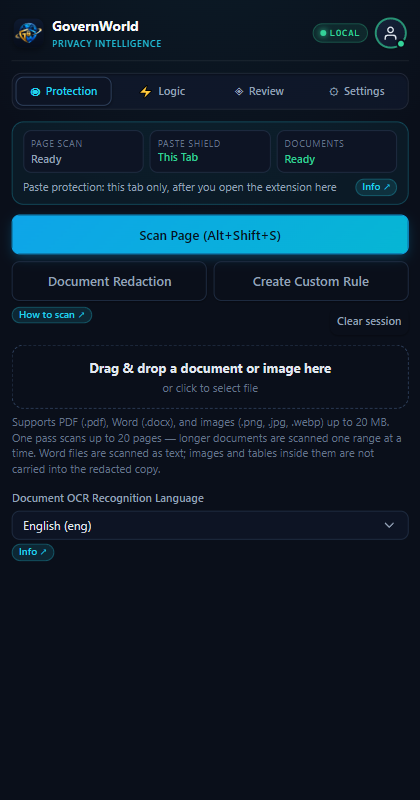 GovernWorld
PRIVACY INTELLIGENCE
LOCAL
Protection
Logic
Review
Settings
PAGE SCAN
Ready
PASTE SHIELD
This Tab
DOCUMENTS
Ready
Paste protection: this tab only, after you open the extension here
Info ↗
Scan Page (Alt+Shift+S)
Document Redaction
Create Custom Rule
How to scan ↗
Clear session
Drag & drop a document or image here
or click to select file
Supports PDF (.pdf), Word (.docx), and images (.png, .jpg, .webp) up to 20 MB.
One pass scans up to 20 pages — longer documents are scanned one range at a
time. Word files are scanned as text; images and tables inside them are not
carried into the redacted copy.
Document OCR Recognition Language
English (eng)
Info ↗